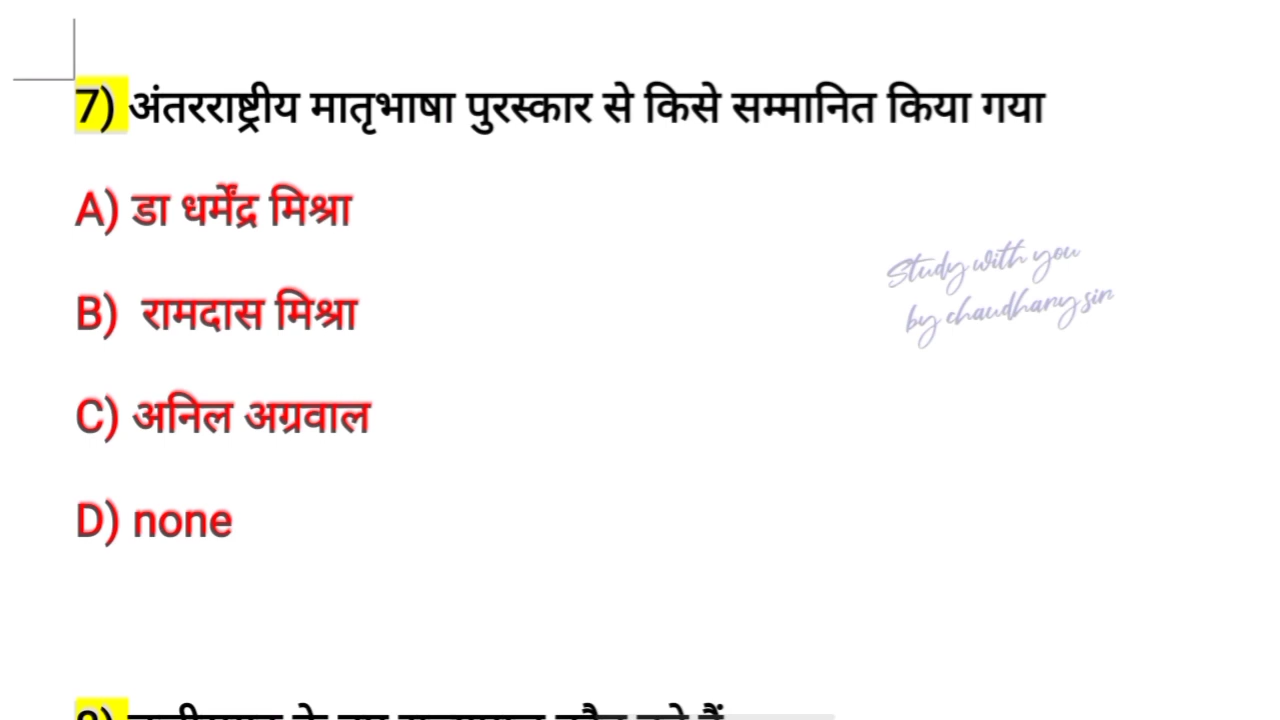 7) अंतरराष्ट्रीय मातृभाषा पुरस्कार से किसे सम्मानित किया गया
A) डा धर्मेंद्र मिश्रा
B) रामदास मिश्रा
Study with you
by chaudhary sir
C) अनिल अग्रवाल
D) none